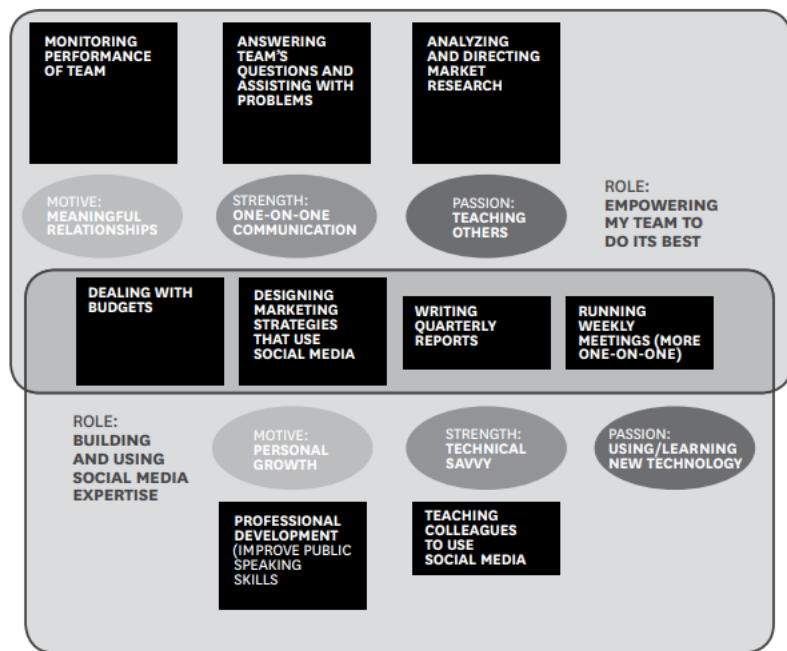 MONITORING
PERFORMANCE
OF TEAM
ANSWERING
TEAM'S
QUESTIONS AND
ASSISTING WITH
PROBLEMS
ANALYZING
AND DIRECTING
MARKET
RESEARCH
MOTIVE:
MEANINGFUL
RELATIONSHIPS
STRENGTH:
ONE-ON-ONE
COMMUNICATION
PASSION:
TEACHING
OTHERS
ROLE:
EMPOWERING
MY TEAM TO
DO ITS BEST
DEALING WITH
BUDGETS
DESIGNING
MARKETING
STRATEGIES
THAT USE
SOCIAL MEDIA
WRITING
QUARTERLY
REPORTS
RUNNING
WEEKLY
MEETINGS (MORE
ONE-ON-ONE)
ROLE:
BUILDING
AND USING
SOCIAL MEDIA
EXPERTISE
MOTIVE:
PERSONAL
GROWTH
STRENGTH:
TECHNICAL
SAVVY
PASSION:
USING/LEARNING
NEW TECHNOLOGY
PROFESSIONAL
DEVELOPMENT
(IMPROVE PUBLIC
SPEAKING
SKILLS
TEACHING
COLLEAGUES
TO USE
SOCIAL MEDIA